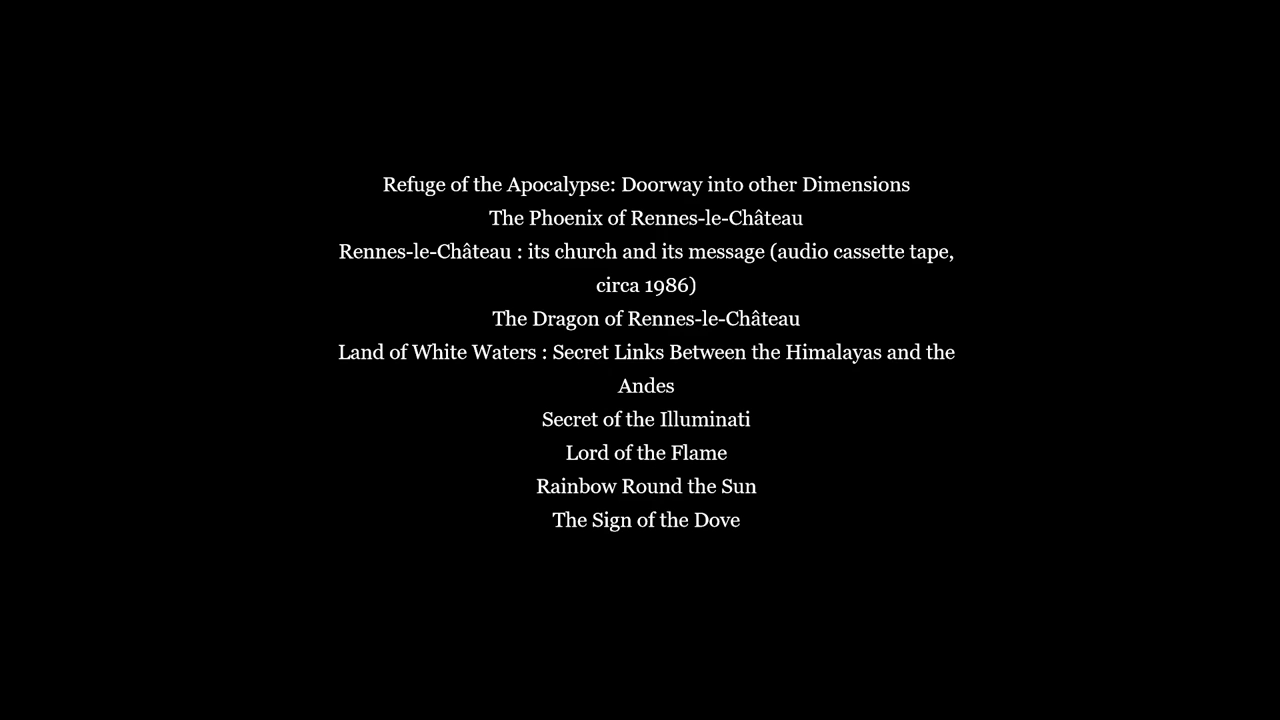 Refuge of the Apocalypse: Doorway into other Dimensions
The Phoenix of Rennes-le-Château
Rennes-le-Château : its church and its message (audio cassette tape,
circa 1986)
The Dragon of Rennes-le-Château
Land of White Waters : Secret Links Between the Himalayas and the
Andes
Secret of the Illuminati
Lord of the Flame
Rainbow Round the Sun
The Sign of the Dove